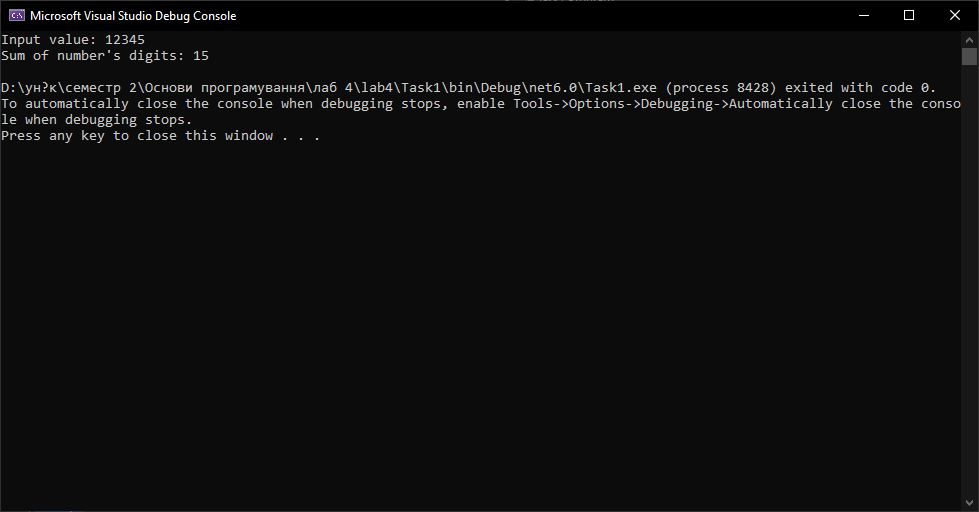 Microsoft Visual Studio Debug Console
Input value: 12345
Sum of number's digits: 15
D:\ун?к\семестр 2\Основи програмування\лаб 4\lab4\Task1\bin\Debug\net6.0\Task1.exe (process 8428) exited with code 0.
To automatically close the console when debugging stops, enable Tools->Options->Debugging->Automatically close the conso
le when debugging stops.
Press any key to close this window . . .